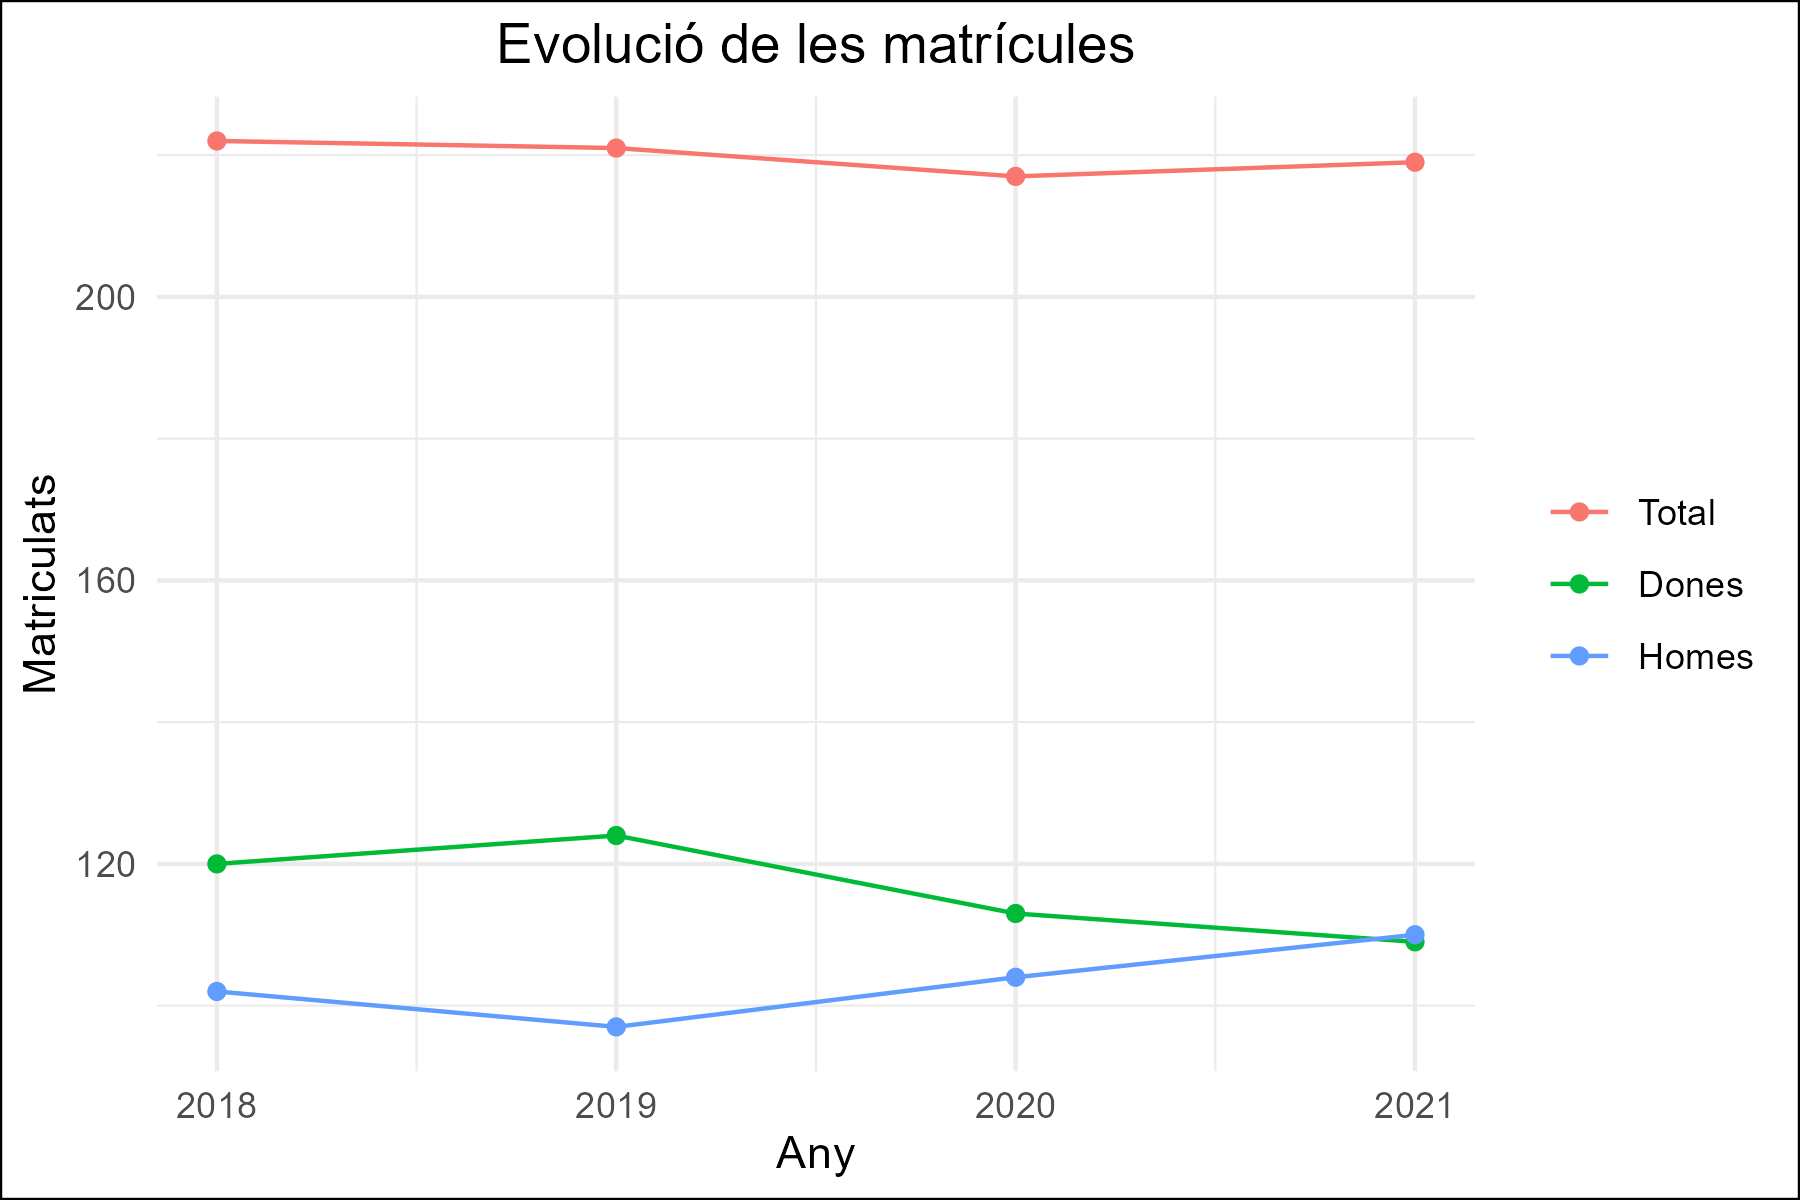 Evolució de les matrícules
Matriculats
200
160
120
2018 2019 2020 2021
Any
Total
Dones
Homes